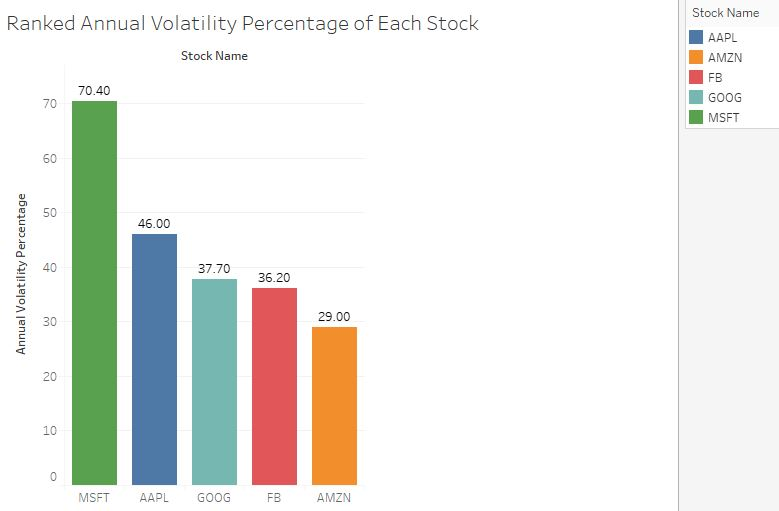 Ranked Annual Volatility Percentage of Each Stock
Stock Name
70.40
46.00
37.70
36.20
29.00
70
60
50
40
30
20
10
0
Annual Volatility Percentage
MSFT AAPL GOOG FB AMZN
Stock Name
AAPL
AMZN
FB
GOOG
MSFT